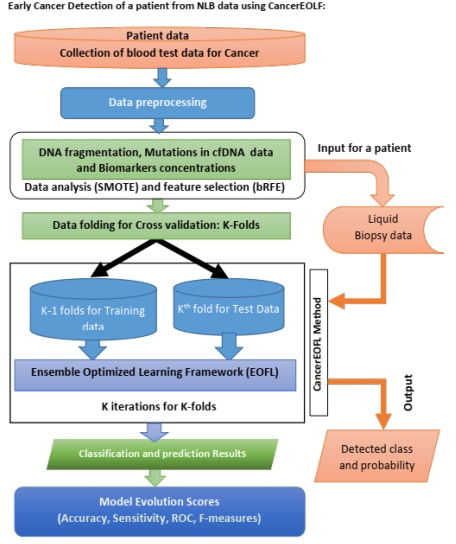 Early Cancer Detection of a patient from NLB data using CancerEOLF:
Patient data
Collection of blood test data for Cancer
Data preprocessing
DNA fragmentation, Mutations in cfDNA data
and Biomarkers concentrations
Data analysis (SMOTE) and feature selection (bRFE)
Input for a patient
Liquid
Biopsy data
Data folding for Cross validation: K-Folds
K-1 folds for Training
data
Kth fold for Test Data
Ensemble Optimized Learning Framework (EOFL)
K iterations for K-folds
CancerEOFL Method
Output
Detected class
and probability
Classification and prediction Results
Model Evolution Scores
(Accuracy, Sensitivity, ROC, F-measures)